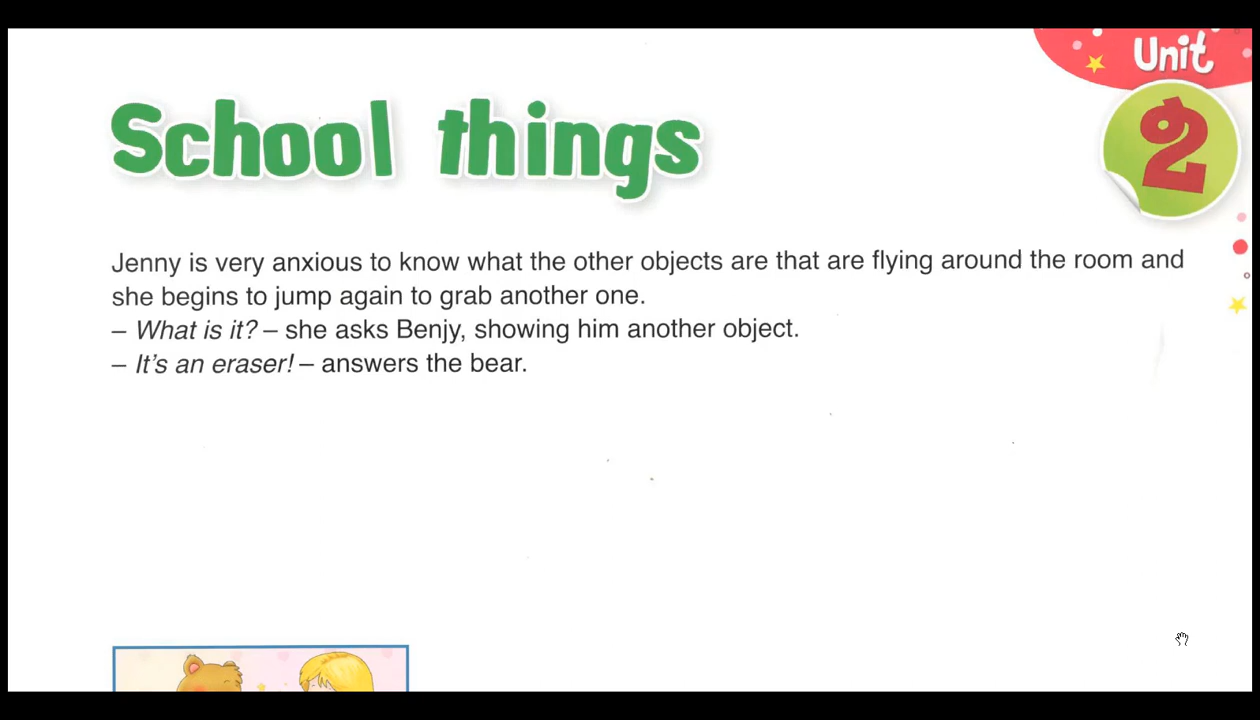 Unit
2
School things
Jenny is very anxious to know what the other objects are that are flying around the room and
she begins to jump again to grab another one.
– What is it? – she asks Benjy, showing him another object.
– It's an eraser! – answers the bear.